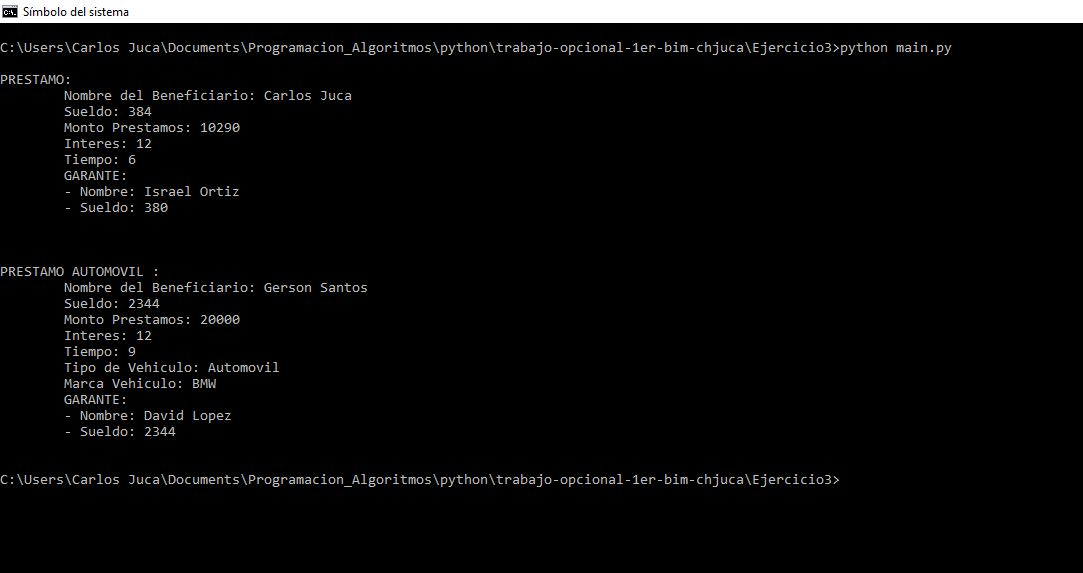 Símbolo del sistema
C:\Users\Carlos Juca\Documents\Programacion_Algoritmos\python\trabajo-opcional-1er-bim-chjuca\Ejercicio3>python main.py
PRESTAMO:
Nombre del Beneficiario: Carlos Juca
Sueldo: 384
Monto Prestamos: 10290
Interes: 12
Tiempo: 6
GARANTE:
- Nombre: Israel Ortiz
- Sueldo: 380
PRESTAMO AUTOMOVIL :
Nombre del Beneficiario: Gerson Santos
Sueldo: 2344
Monto Prestamos: 20000
Interes: 12
Tiempo: 9
Tipo de Vehiculo: Automovil
Marca Vehiculo: BMW
GARANTE:
- Nombre: David Lopez
- Sueldo: 2344
C:\Users\Carlos Juca\Documents\Programacion_Algoritmos\python\trabajo-opcional-1er-bim-chjuca\Ejercicio3>